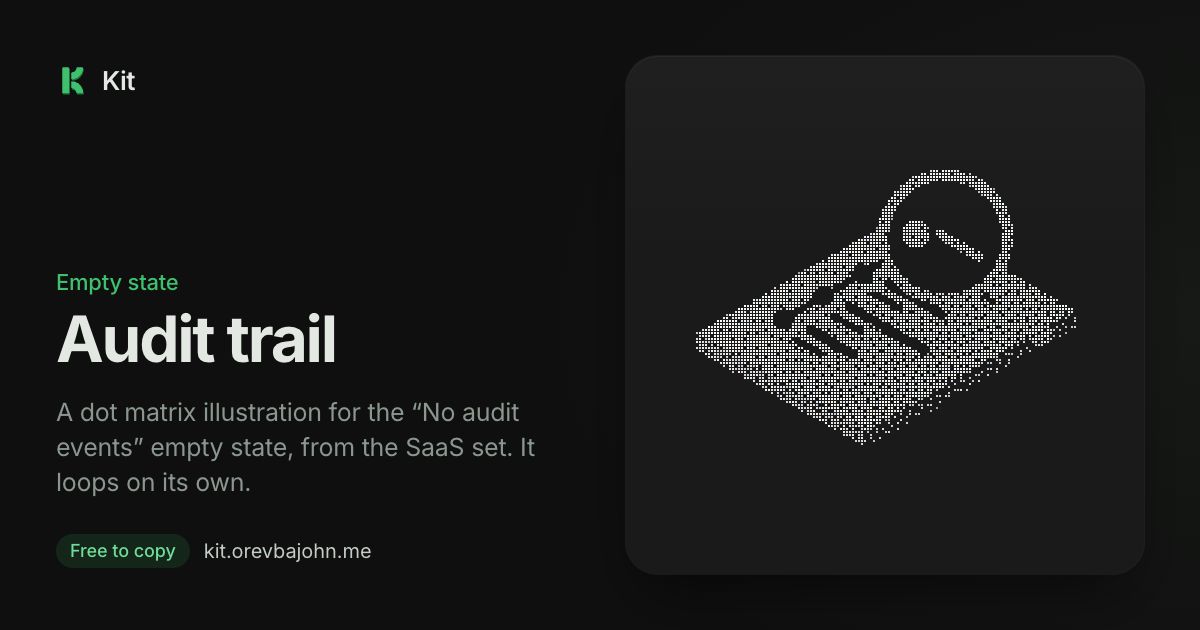 Kit
Empty state
Audit trail
A dot matrix illustration for the “No audit
events” empty state, from the SaaS set. It
loops on its own.
Free to copy
kit.orevbajohn.me